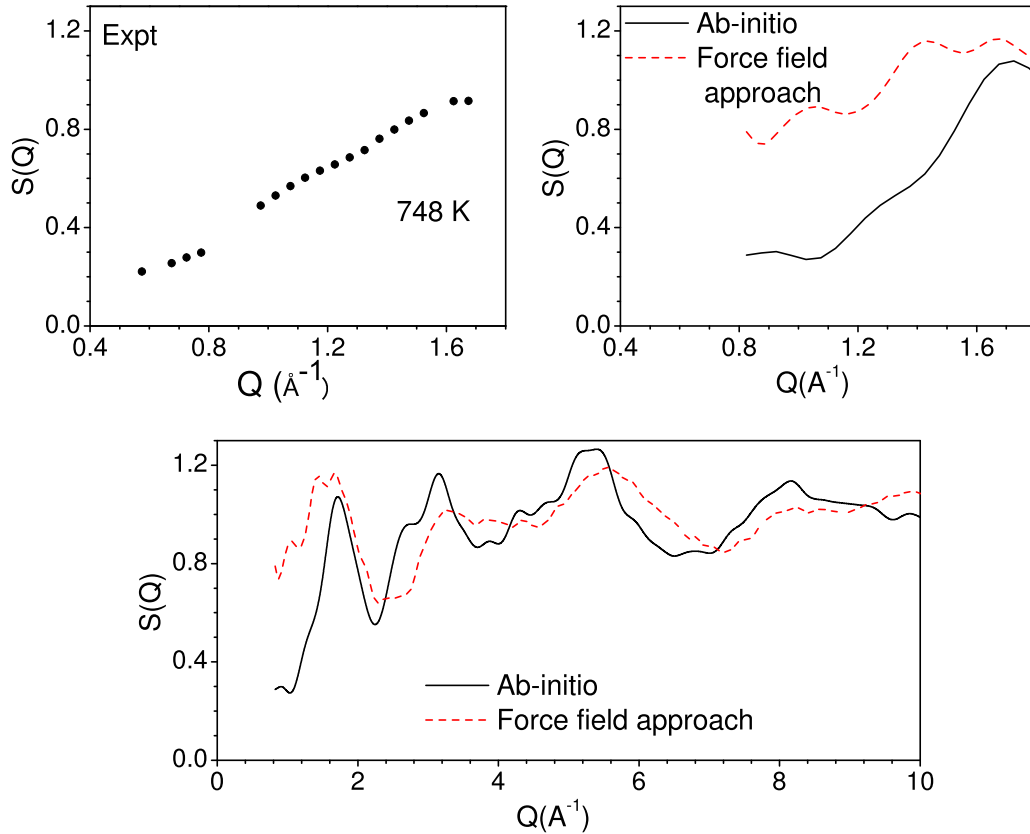 Expt
748 K
S(Q)
1.2
0.8
0.4
0.0
0.4
0.8
1.2
1.6
Q (Å⁻¹)
Ab-initio
Force field
approach
S(Q)
1.2
0.8
0.4
0.0
0.4
0.8
1.2
1.6
Q(A⁻¹)
S(Q)
1.2
0.8
0.4
0.0
Ab-initio
Force field approach
0
2
4
6
8
10
Q(A⁻¹)